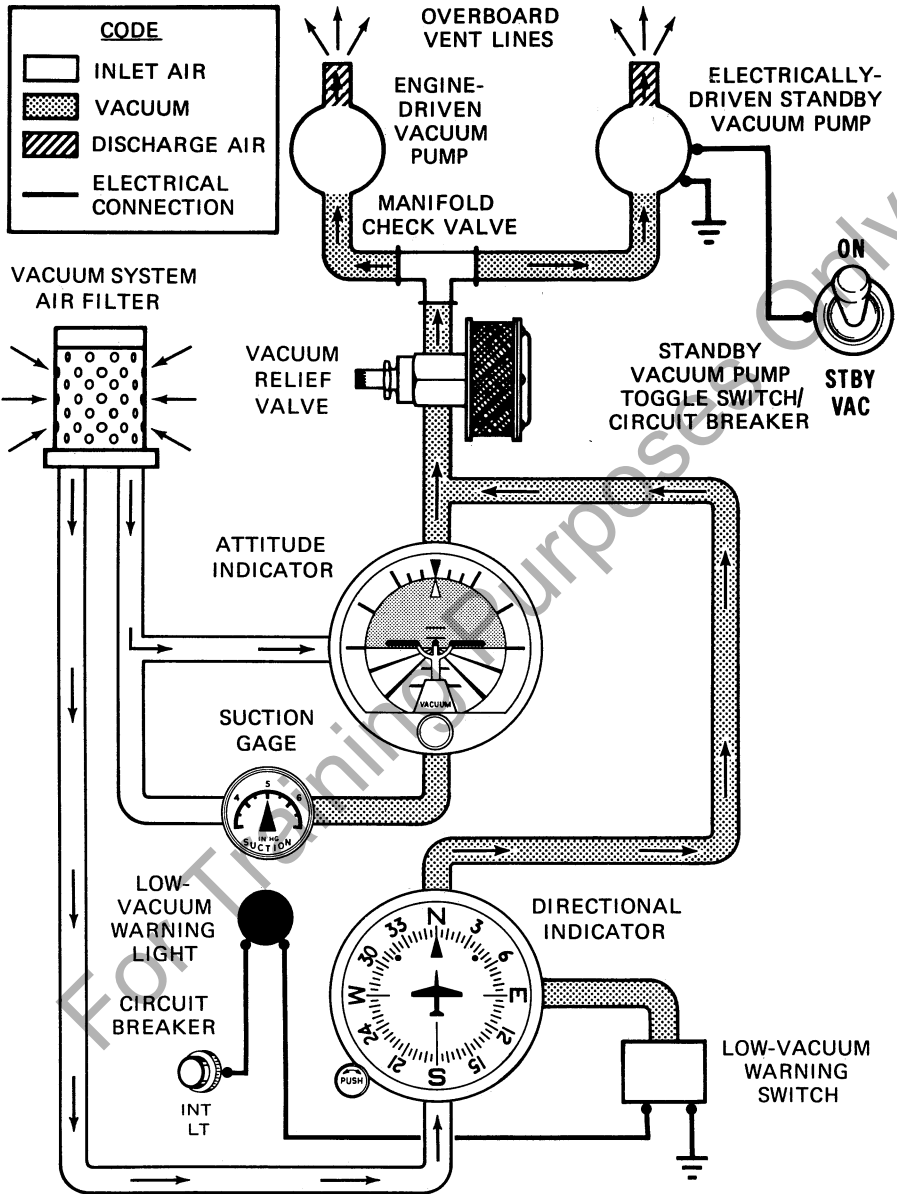 CODE
INLET AIR
VACUUM
DISCHARGE AIR
ELECTRICAL
CONNECTION
OVERBOARD
VENT LINES
ENGINE-
DRIVEN
VACUUM
PUMP
ELECTRICALLY-
DRIVEN STANDBY
VACUUM PUMP
MANIFOLD
CHECK VALVE
VACUUM SYSTEM
AIR FILTER
ON
STBY
VAC
VACUUM
RELIEF
VALVE
STANDBY
VACUUM PUMP
TOGGLE SWITCH/
CIRCUIT BREAKER
ATTITUDE
INDICATOR
VACUUM
SUCTION
GAGE
4 5 6
IN HG
SUCTION
LOW-
VACUUM
WARNING
LIGHT
DIRECTIONAL
INDICATOR
N 3 6 E 12 15 S 21 24 W 30 33
PUSH
CIRCUIT
BREAKER
INT
LT
LOW-VACUUM
WARNING
SWITCH
For Training Purposes Only